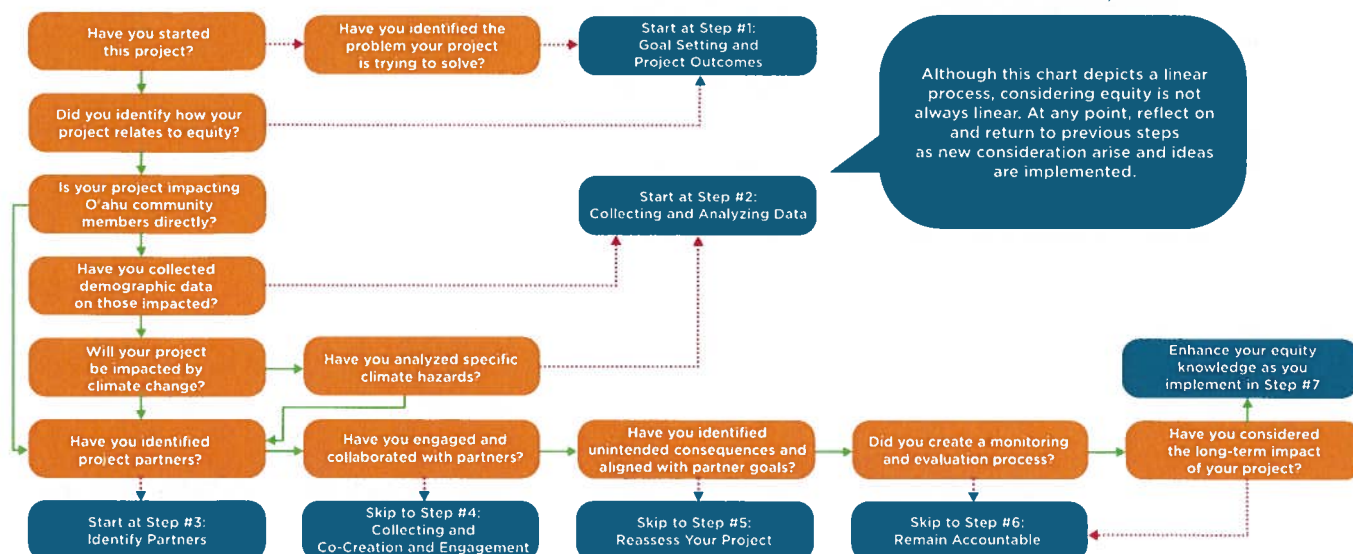 Have you started
this project?
Have you identified the
problem your project
is trying to solve?
Start at Step #1:
Goal Setting and
Project Outcomes
Although this chart depicts a linear
process, considering equity is not
always linear. At any point, reflect on
and return to previous steps
as new consideration arise and ideas
are implemented.
Did you identify how your
project relates to equity?
Is your project impacting
O'ahu community
members directly?
Start at Step #2:
Collecting and Analyzing Data
Have you collected
demographic data
on those impacted?
Will your project
be impacted by
climate change?
Have you analyzed specific
climate hazards?
Enhance your equity
knowledge as you
implement in Step #7
Have you identified
project partners?
Have you engaged and
collaborated with partners?
Have you identified
unintended consequences and
aligned with partner goals?
Did you create a monitoring
and evaluation process?
Have you considered
the long-term impact
of your project?
Start at Step #3:
Identify Partners
Skip to Step #4:
Collecting and
Co-Creation and Engagement
Skip to Step #5:
Reassess Your Project
Skip to Step #6:
Remain Accountable